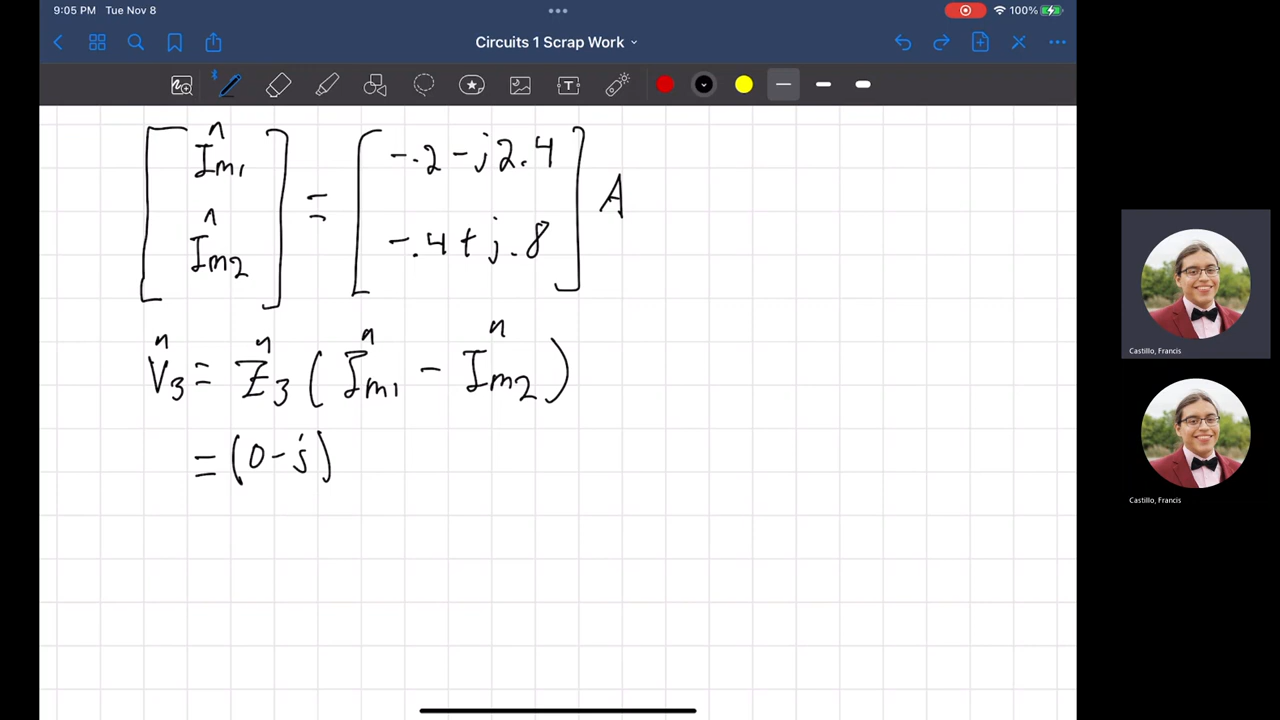 9:05 PM Tue Nov 8
100%
Circuits 1 Scrap Work
[Îm1 Îm2] = [-.2 - j2.4 -.4 + j.8] A
V̂3 = Ẑ3 (Îm1 - Îm2)
= (0 - j)
Castillo, Francis
Castillo, Francis